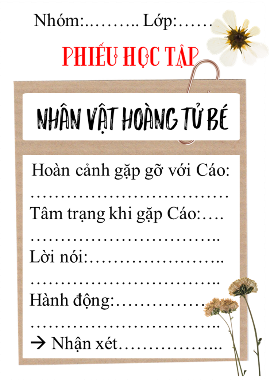 Nhóm:……… Lớp:……
PHIẾU HỌC TẬP
NHÂN VẬT HOÀNG TỬ BÉ
Hoàn cảnh gặp gỡ với Cáo:
………………………………
Tâm trạng khi gặp Cáo:….
……………………………..
Lời nói:……………………..
……………………………..
Hành động:………………
………………………………
→ Nhận xét……………...